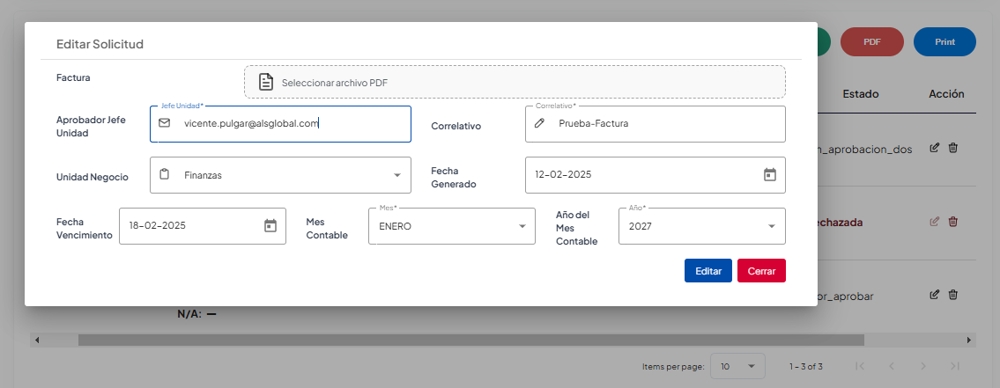 Editar Solicitud
PDF
Print
Factura
Seleccionar archivo PDF
Estado
Acción
Aprobador Jefe
Unidad
Jefe Unidad*
vicente.pulgar@alsglobal.com
Correlativo
Correlativo*
Prueba-Factura
_aprobacion_dos
Unidad Negocio
Finanzas
Fecha
Generado
12-02-2025
Fecha
Vencimiento
18-02-2025
Mes
Contable
Mes*
ENERO
Año del
Mes
Contable
Año*
2027
echazada
Editar
Cerrar
or_aprobar
N/A: —
Items per page:
10
1 – 3 of 3